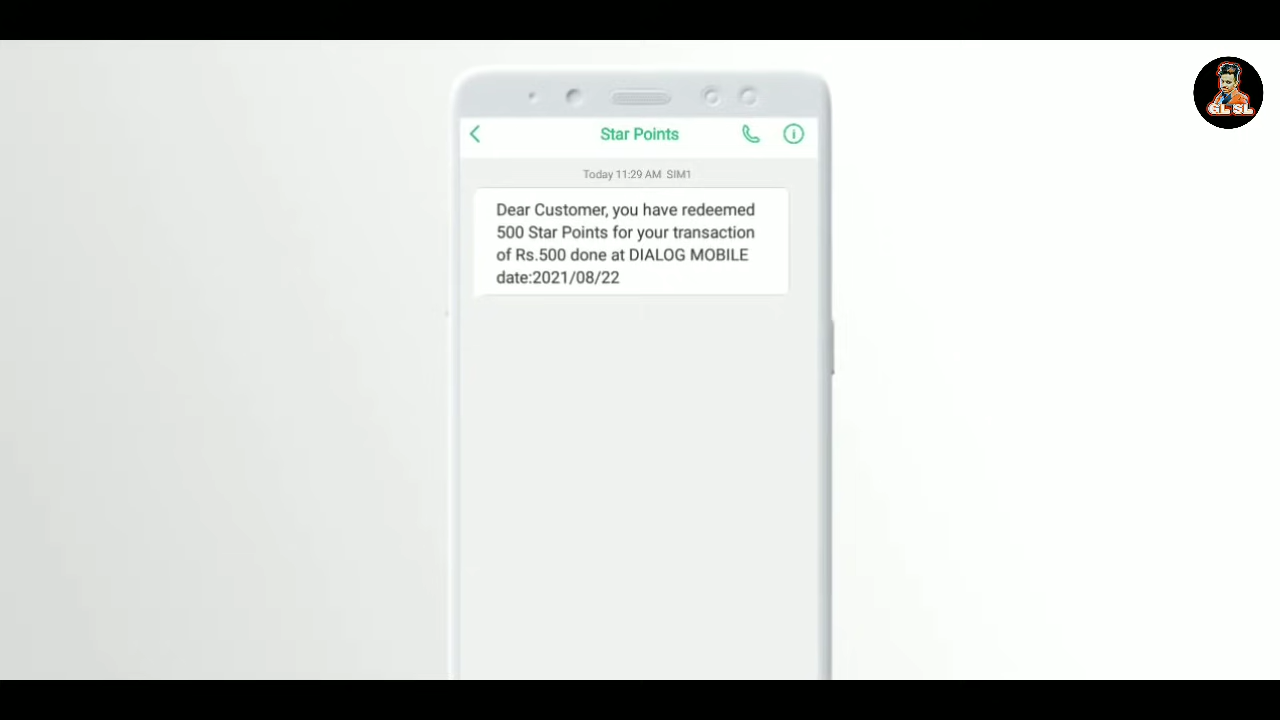 GL SL
Star Points
Today 11:29 AM SIM1
Dear Customer, you have redeemed
500 Star Points for your transaction
of Rs.500 done at DIALOG MOBILE
date:2021/08/22